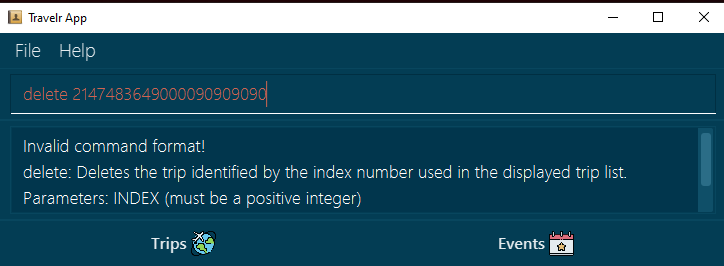 Travelr App
File Help
delete 2147483649000090909090
Invalid command format!
delete: Deletes the trip identified by the index number used in the displayed trip list.
Parameters: INDEX (must be a positive integer)
Trips Events